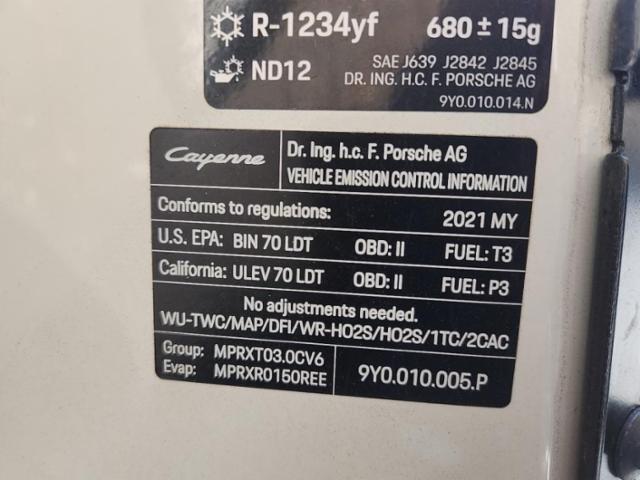 R-1234yf 680 ± 15g
SAE J639 J2842 J2845
ND12 DR. ING. H.C. F. PORSCHE AG
9Y0.010.014.N
Cayenne Dr. Ing. h.c. F. Porsche AG
VEHICLE EMISSION CONTROL INFORMATION
Conforms to regulations: 2021 MY
U.S. EPA: BIN 70 LDT OBD: II FUEL: T3
California: ULEV 70 LDT OBD: II FUEL: P3
No adjustments needed.
WU-TWC/MAP/DFI/WR-HO2S/HO2S/1TC/2CAC
Group: MPRXT03.0CV6
Evap: MPRXR0150REE 9Y0.010.005.P